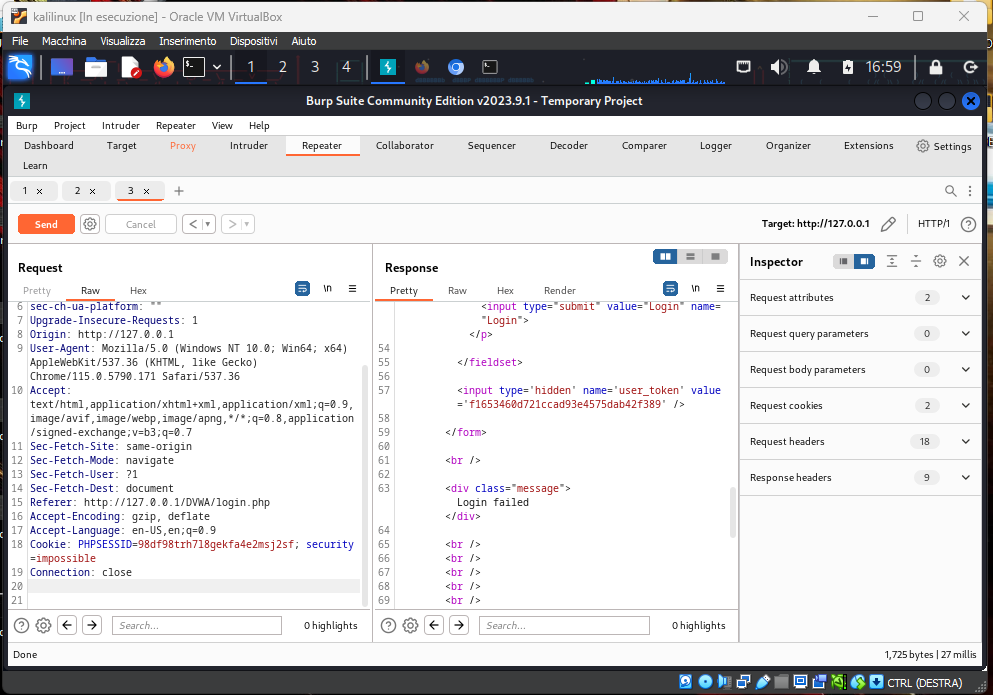 kalilinux [In esecuzione] - Oracle VM VirtualBox
File Macchina Visualizza Inserimento Dispositivi Aiuto
1 2 3 4 16:59
Burp Suite Community Edition v2023.9.1 - Temporary Project
Burp Project Intruder Repeater View Help
Dashboard Target Proxy Intruder Repeater Collaborator Sequencer Decoder Comparer Logger Organizer Extensions Settings
Learn
1 × 2 × 3 × +
Send Cancel < > Target: http://127.0.0.1 HTTP/1
Request
Pretty Raw Hex \n
6 sec-ch-ua-platform: ""
7 Upgrade-Insecure-Requests: 1
8 Origin: http://127.0.0.1
9 User-Agent: Mozilla/5.0 (Windows NT 10.0; Win64; x64)
AppleWebKit/537.36 (KHTML, like Gecko)
Chrome/115.0.5790.171 Safari/537.36
10 Accept:
text/html,application/xhtml+xml,application/xml;q=0.9,
image/avif,image/webp,image/apng,*/*;q=0.8,application
/signed-exchange;v=b3;q=0.7
11 Sec-Fetch-Site: same-origin
12 Sec-Fetch-Mode: navigate
13 Sec-Fetch-User: ?1
14 Sec-Fetch-Dest: document
15 Referer: http://127.0.0.1/DVWA/login.php
16 Accept-Encoding: gzip, deflate
17 Accept-Language: en-US,en;q=0.9
18 Cookie: PHPSESSID=98df98trh7l8gekfa4e2msj2sf; security
=impossible
19 Connection: close
20
21
Search... 0 highlights
Response
Pretty Raw Hex Render \n
<input type="submit" value="Login" name=
"Login">
</p>
54
55 </fieldset>
56
57 <input type='hidden' name='user_token' value
='f1653460d721ccad93e4575dab42f389' />
58
59 </form>
60
61 <br />
62
63 <div class="message">
Login failed
</div>
64
65 <br />
66 <br />
67 <br />
68 <br />
69 <br />
Search... 0 highlights
Inspector
Request attributes 2
Request query parameters 0
Request body parameters 0
Request cookies 2
Request headers 18
Response headers 9
Done 1,725 bytes | 27 millis
CTRL (DESTRA)